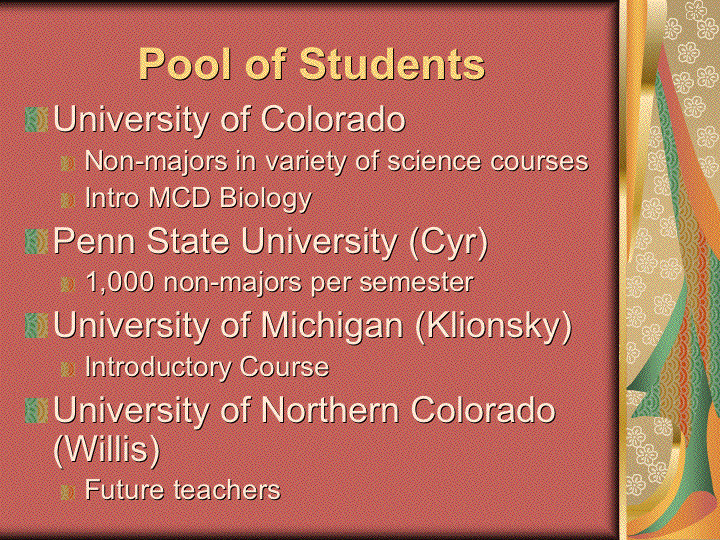 Pool of Students
University of Colorado
Non-majors in variety of science courses
Intro MCD Biology
Penn State University (Cyr)
1,000 non-majors per semester
University of Michigan (Klionsky)
Introductory Course
University of Northern Colorado
(Willis)
Future teachers